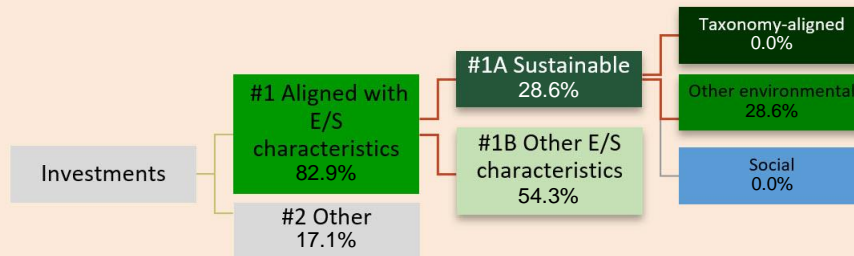 Investments
#1 Aligned with
E/S
characteristics
82.9%
#2 Other
17.1%
#1A Sustainable
28.6%
#1B Other E/S
characteristics
54.3%
Taxonomy-aligned
0.0%
Other environmental
28.6%
Social
0.0%